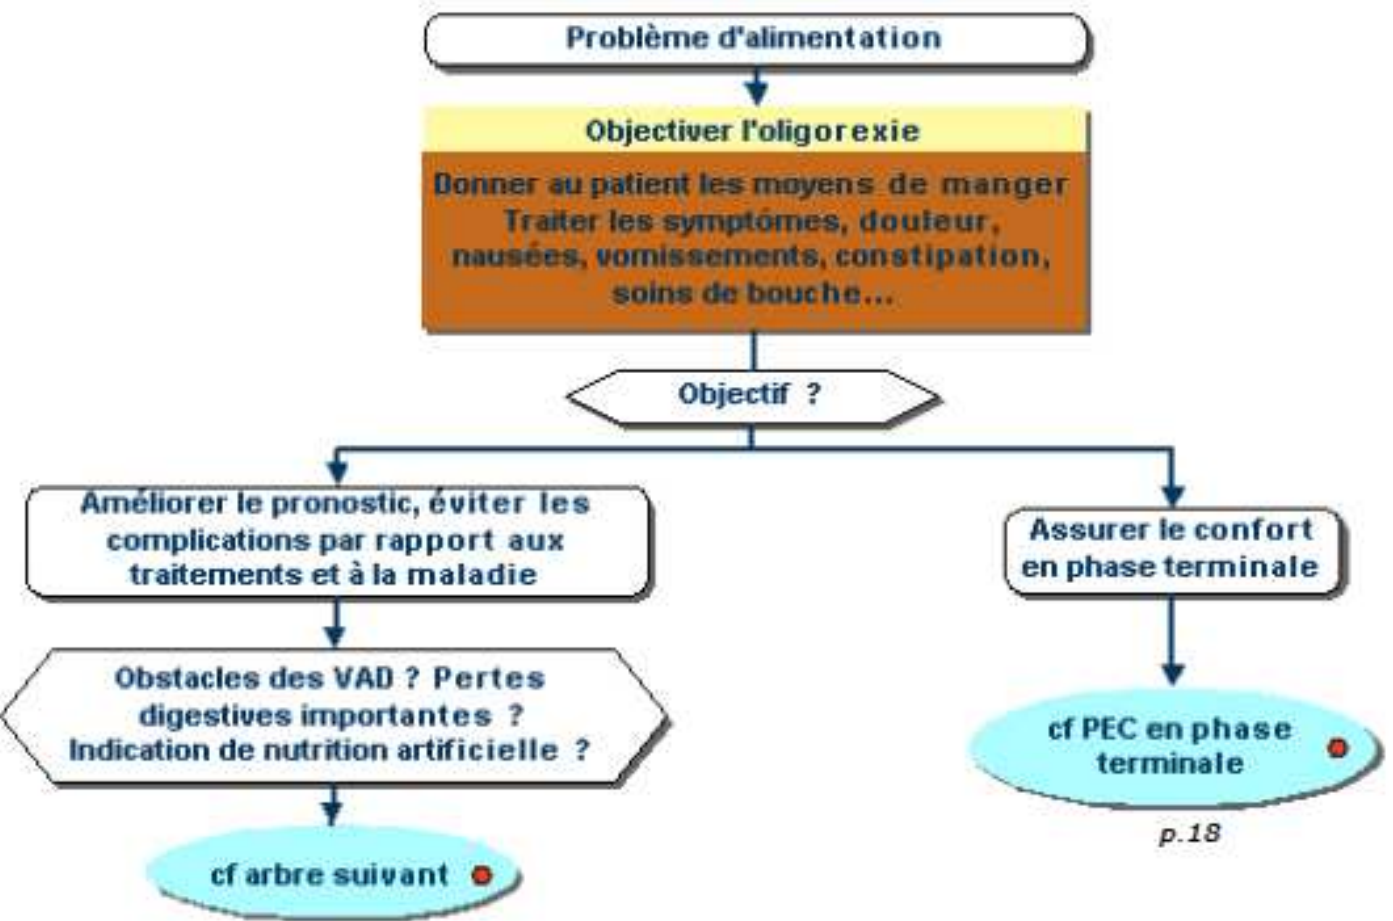 Problème d'alimentation
Objectiver l'oligorexie
Donner au patient les moyens de manger
Traiter les symptômes, douleur,
nausées, vomissements, constipation,
soins de bouche...
Objectif ?
Améliorer le pronostic, éviter les
complications par rapport aux
traitements et à la maladie
Obstacles des VAD ? Pertes
digestives importantes ?
Indication de nutrition artificielle ?
cf arbre suivant
Assurer le confort
en phase terminale
cf PEC en phase
terminale
p.18